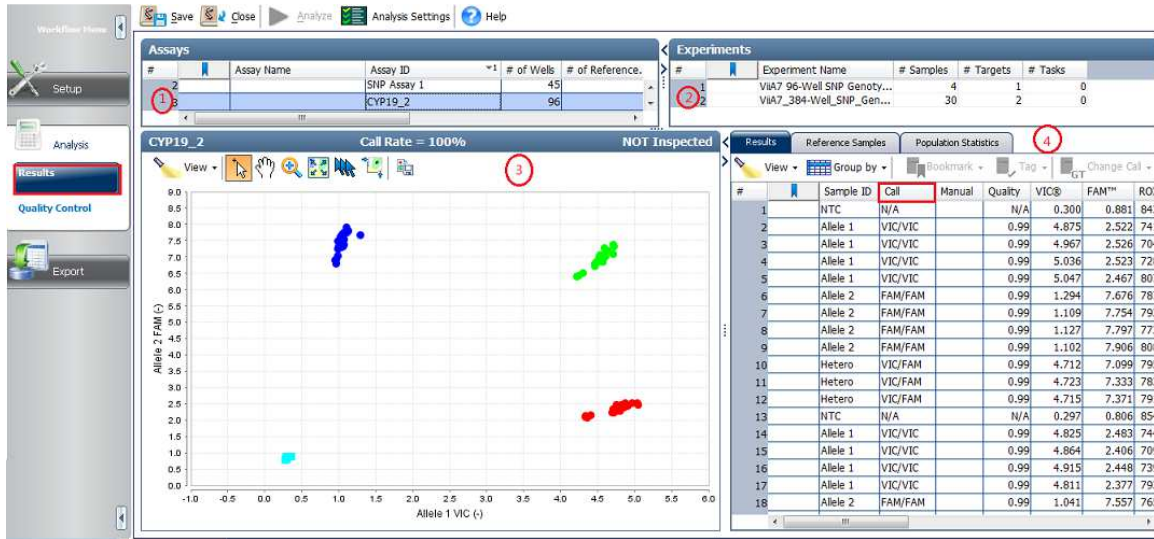 Workflow Menu
Save Close Analyze Analysis Settings Help
Setup
Analysis
Results
Quality Control
Export
Assays
# Assay Name Assay ID 1 # of Wells # of Reference.
2 SNP Assay 1 45
3 CYP19_2 96
1
Experiments
# Experiment Name # Samples # Targets # Tasks
1 ViiA7 96-Well SNP Genoty... 4 1 0
2 ViiA7_384-Well_SNP_Gen... 30 2 0
2
CYP19_2 Call Rate = 100% NOT Inspected
View
3
9.0
8.5
8.0
7.5
7.0
6.5
6.0
5.5
5.0
4.5
4.0
3.5
3.0
2.5
2.0
1.5
1.0
0.5
0.0
Allele 2 FAM (-)
-1.0 -0.5 0.0 0.5 1.0 1.5 2.0 2.5 3.0 3.5 4.0 4.5 5.0 5.5 6.0
Allele 1 VIC (-)
Results Reference Samples Population Statistics
4
View Group by Bookmark Tag GT Change Call
# Sample ID Call Manual Quality VIC® FAM™ ROX
1 NTC N/A N/A 0.300 0.881
2 Allele 1 VIC/VIC 0.99 4.875 2.522
3 Allele 1 VIC/VIC 0.99 4.967 2.526
4 Allele 1 VIC/VIC 0.99 5.036 2.523
5 Allele 1 VIC/VIC 0.99 5.047 2.467
6 Allele 2 FAM/FAM 0.99 1.294 7.676
7 Allele 2 FAM/FAM 0.99 1.109 7.754
8 Allele 2 FAM/FAM 0.99 1.127 7.797
9 Allele 2 FAM/FAM 0.99 1.102 7.906
10 Hetero VIC/FAM 0.99 4.712 7.099
11 Hetero VIC/FAM 0.99 4.723 7.333
12 Hetero VIC/FAM 0.99 4.715 7.371
13 NTC N/A N/A 0.297 0.806
14 Allele 1 VIC/VIC 0.99 4.825 2.483
15 Allele 1 VIC/VIC 0.99 4.864 2.406
16 Allele 1 VIC/VIC 0.99 4.915 2.448
17 Allele 1 VIC/VIC 0.99 4.811 2.377
18 Allele 2 FAM/FAM 0.99 1.041 7.557